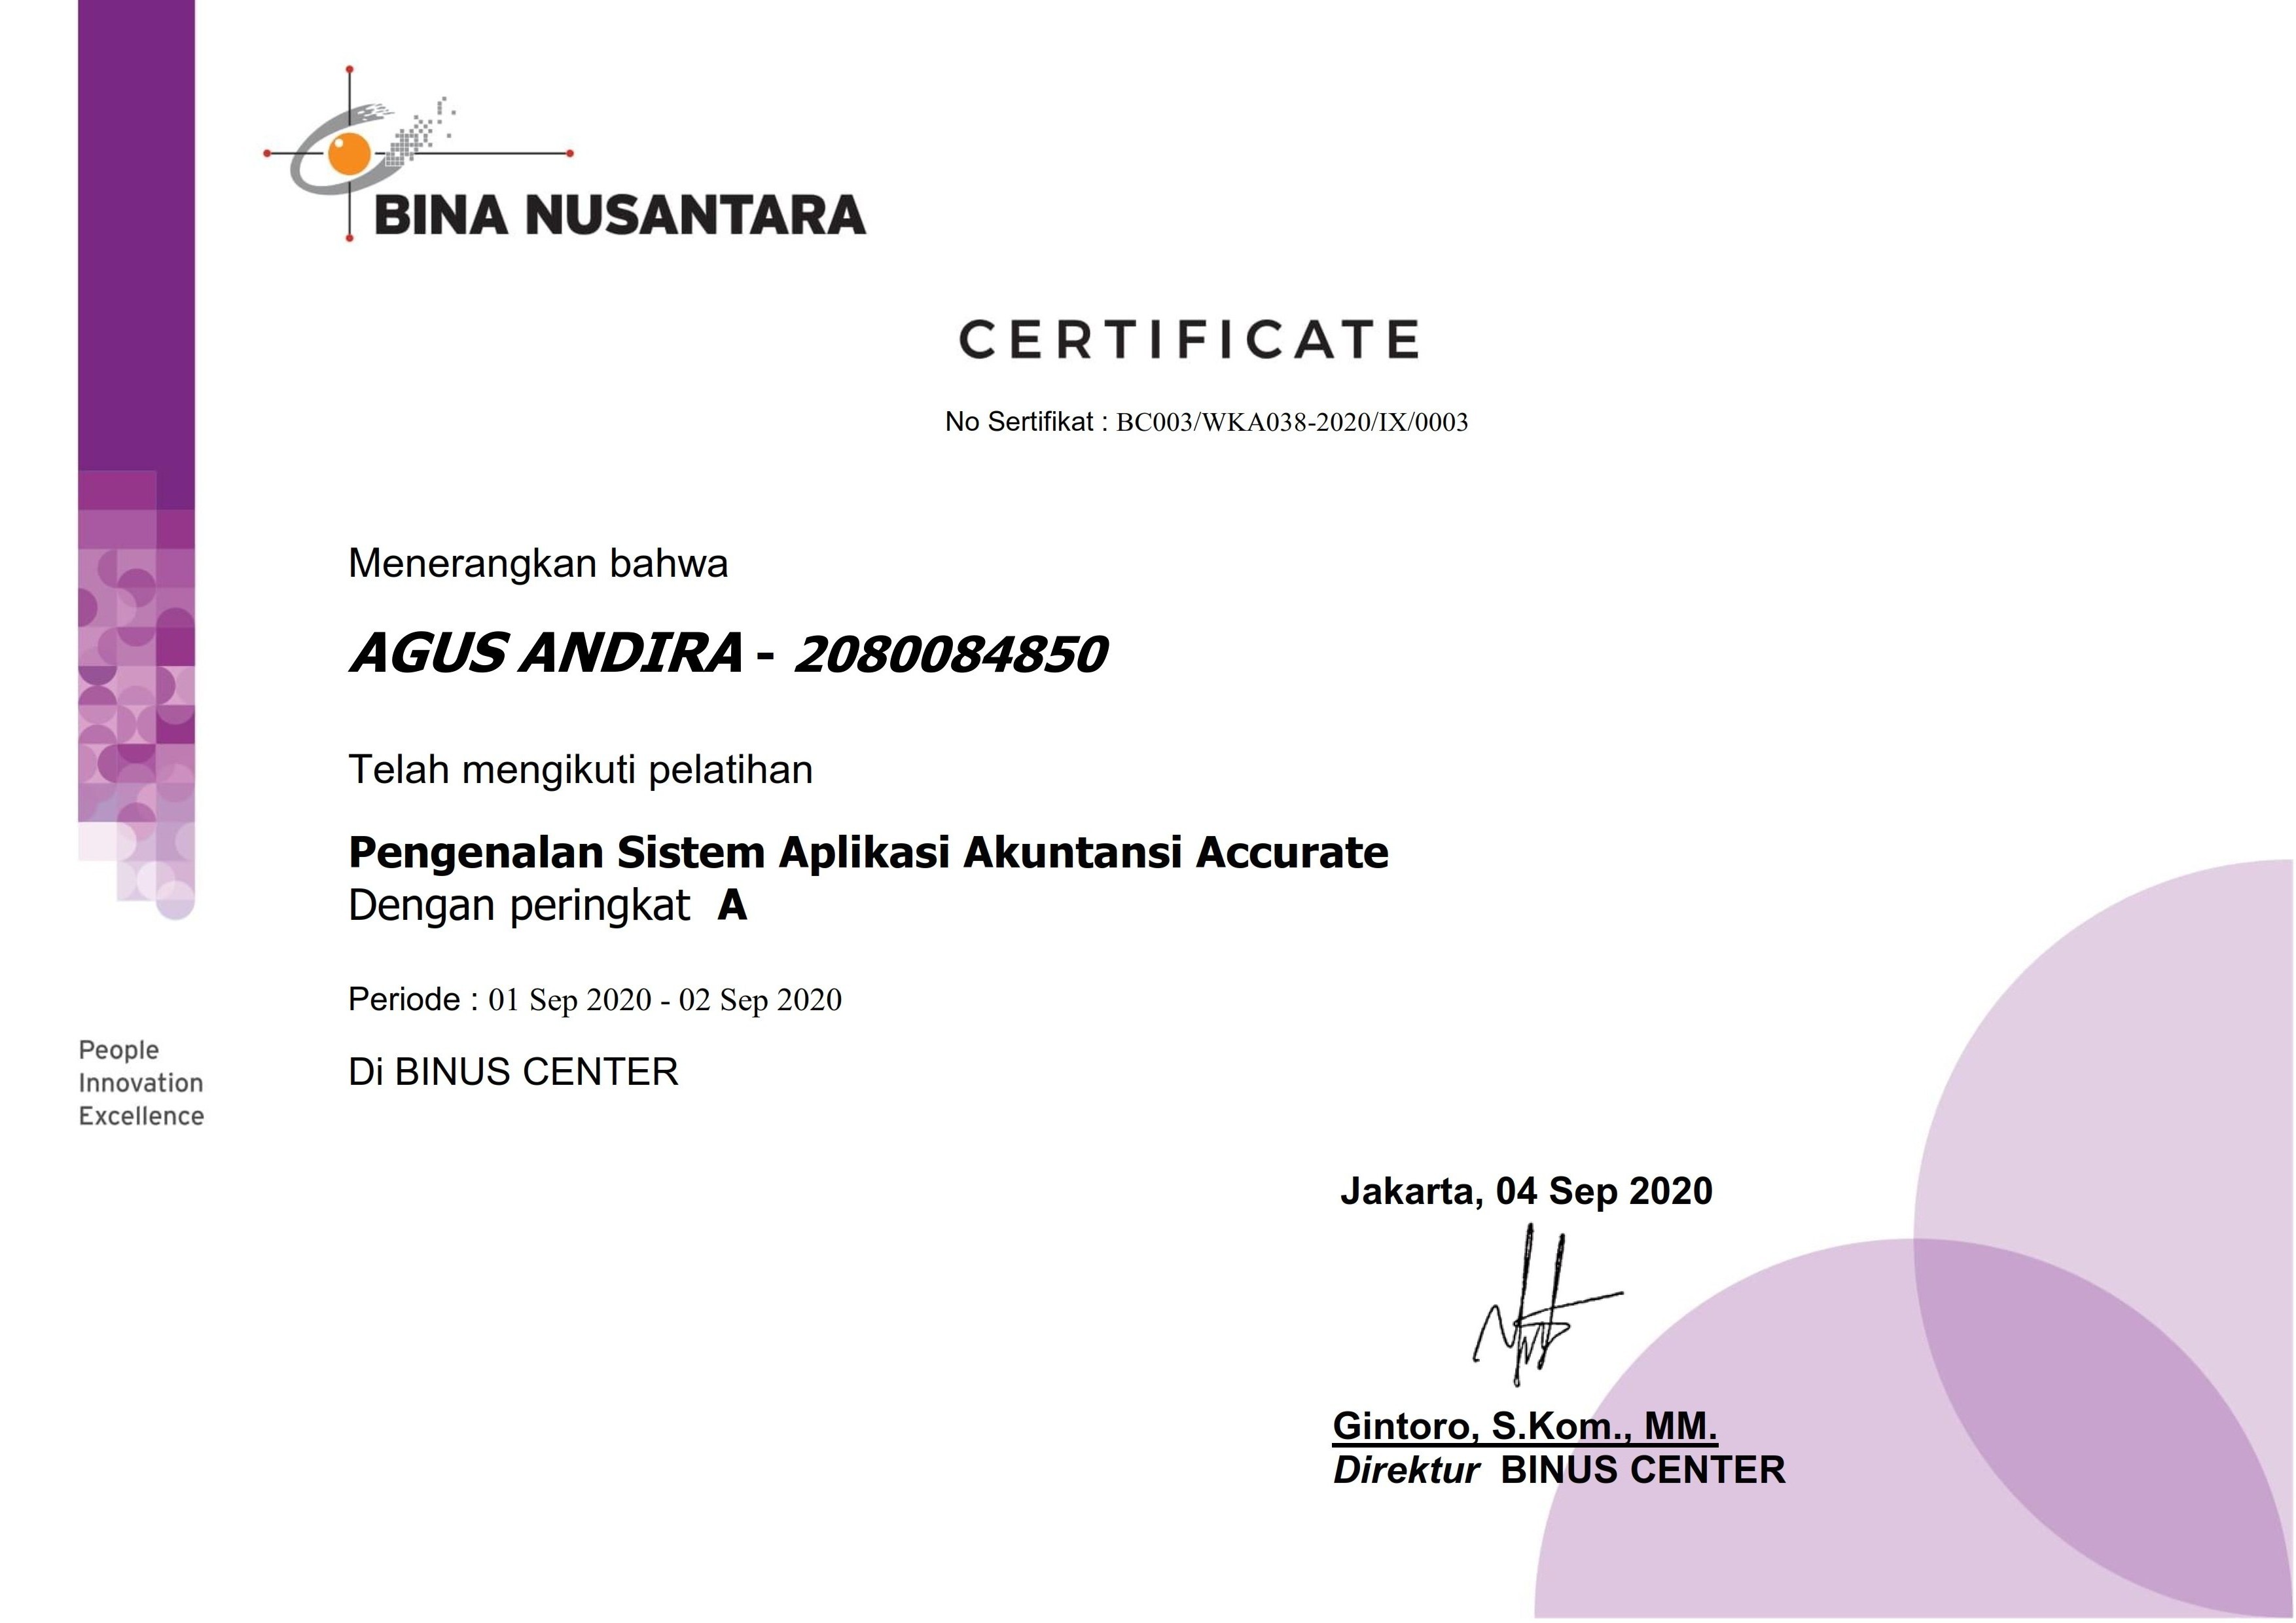 BINA NUSANTARA
CERTIFICATE
No Sertifikat : BC003/WKA038-2020/IX/0003
Menerangkan bahwa
AGUS ANDIRA - 2080084850
Telah mengikuti pelatihan
Pengenalan Sistem Aplikasi Akuntansi Accurate
Dengan peringkat A
Periode : 01 Sep 2020 - 02 Sep 2020
Di BINUS CENTER
People
Innovation
Excellence
Jakarta, 04 Sep 2020
Gintoro, S.Kom., MM.
Direktur BINUS CENTER